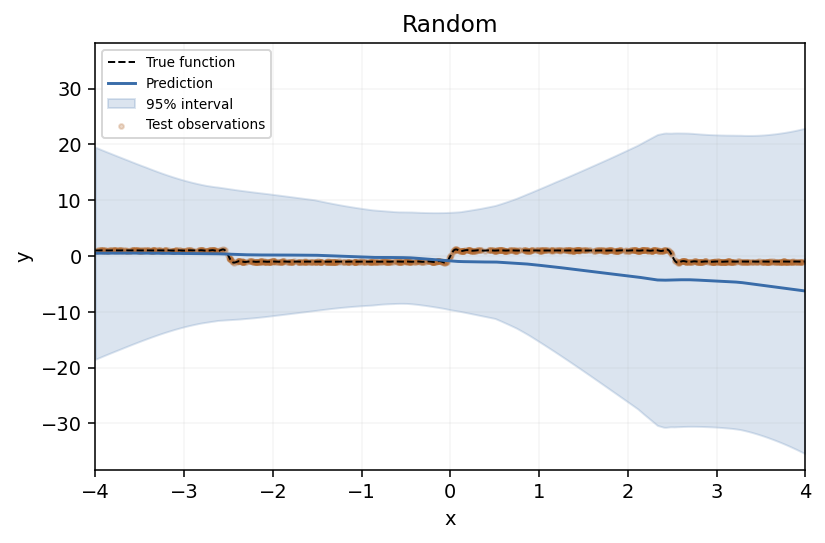 Random
True function
Prediction
95% interval
Test observations
30
20
10
0
−10
−20
−30
y
−4 −3 −2 −1 0 1 2 3 4
x